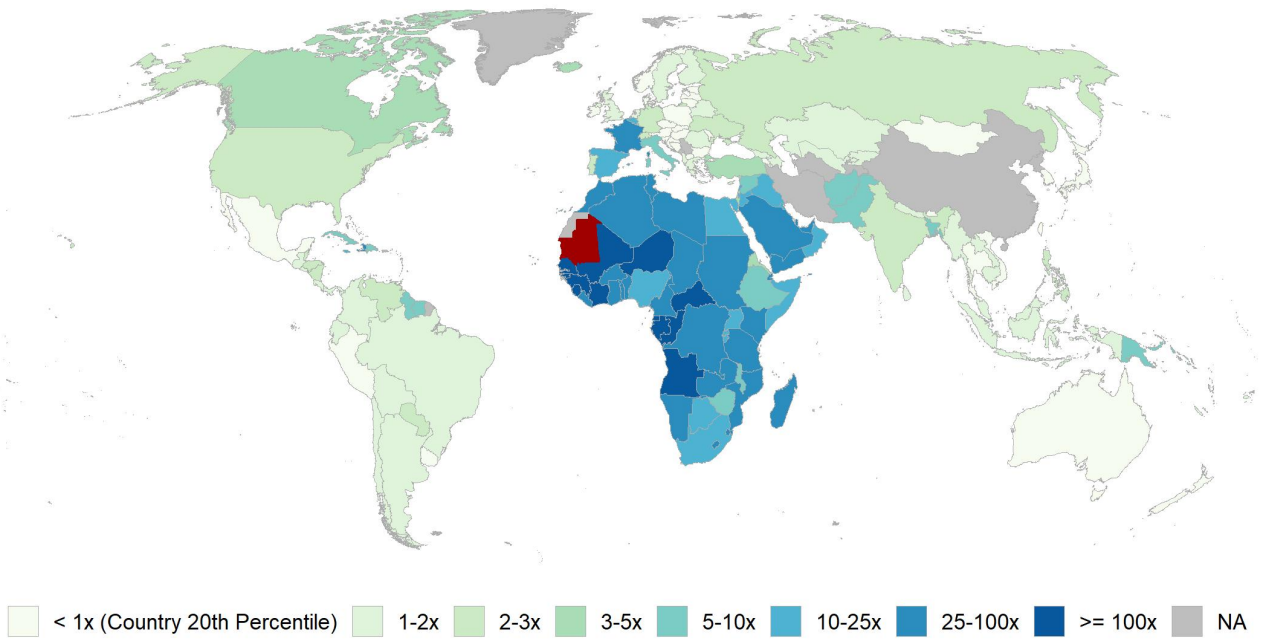 < 1x (Country 20th Percentile) 1-2x 2-3x 3-5x 5-10x 10-25x 25-100x >= 100x NA